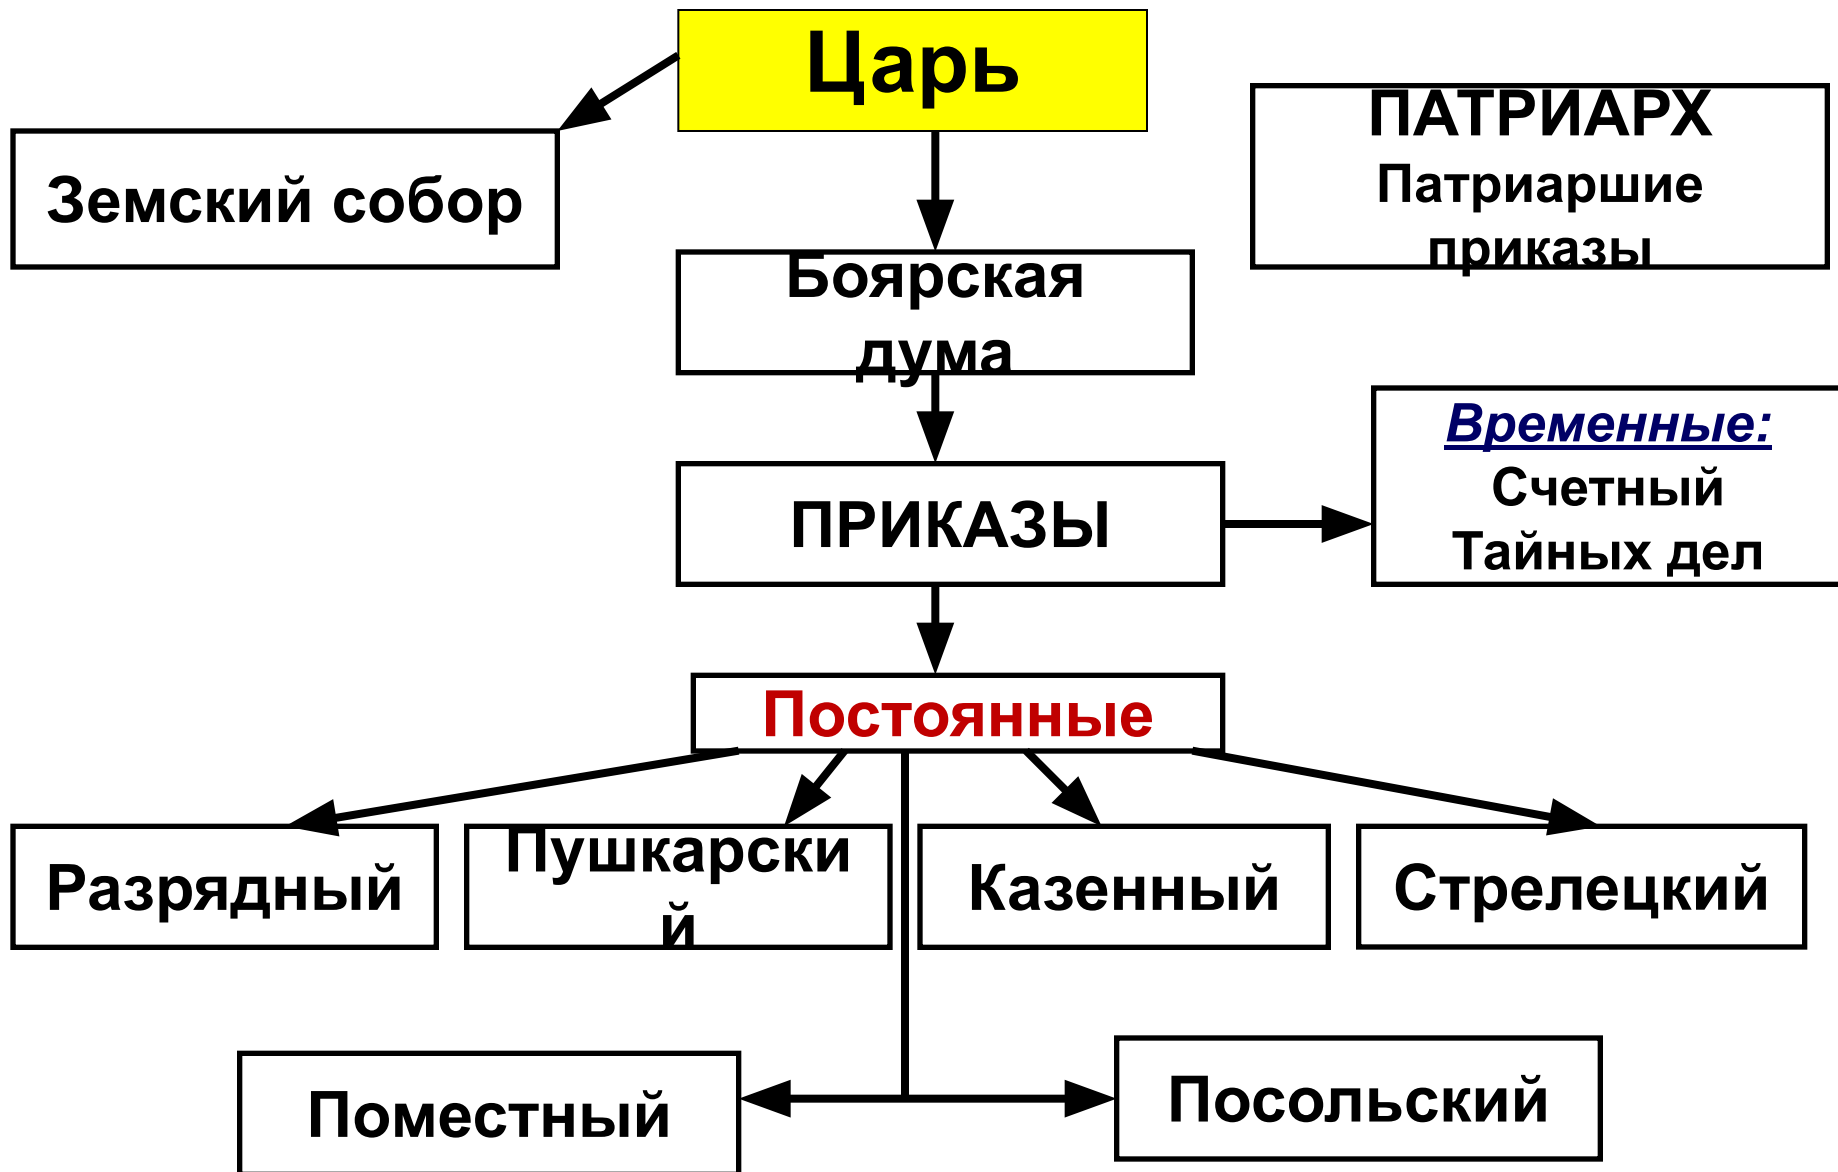 Царь
ПАТРИАРХ
Патриаршие
приказы
Земский собор
Боярская
дума
Временные:
Счетный
Тайных дел
ПРИКАЗЫ
Постоянные
Разрядный
Пушкарски
й
Казенный
Стрелецкий
Поместный
Посольский